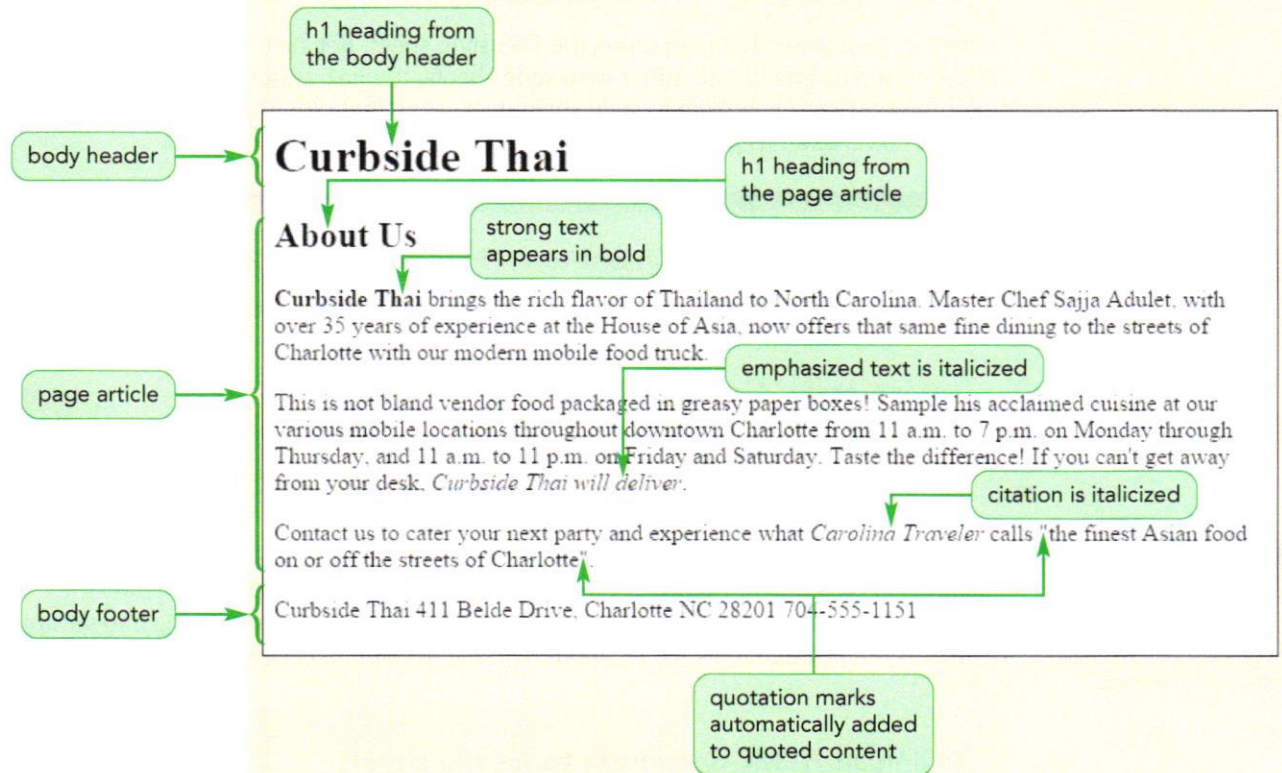 h1 heading from
the body header
body header
Curbside Thai
h1 heading from
the page article
About Us
strong text
appears in bold
Curbside Thai brings the rich flavor of Thailand to North Carolina. Master Chef Sajja Adulet, with
over 35 years of experience at the House of Asia, now offers that same fine dining to the streets of
Charlotte with our modern mobile food truck.
page article
emphasized text is italicized
This is not bland vendor food packaged in greasy paper boxes! Sample his acclaimed cuisine at our
various mobile locations throughout downtown Charlotte from 11 a.m. to 7 p.m. on Monday through
Thursday, and 11 a.m. to 11 p.m. on Friday and Saturday. Taste the difference! If you can't get away
from your desk, Curbside Thai will deliver.
citation is italicized
Contact us to cater your next party and experience what Carolina Traveler calls "the finest Asian food
on or off the streets of Charlotte".
body footer
Curbside Thai 411 Belde Drive, Charlotte NC 28201 704-555-1151
quotation marks
automatically added
to quoted content